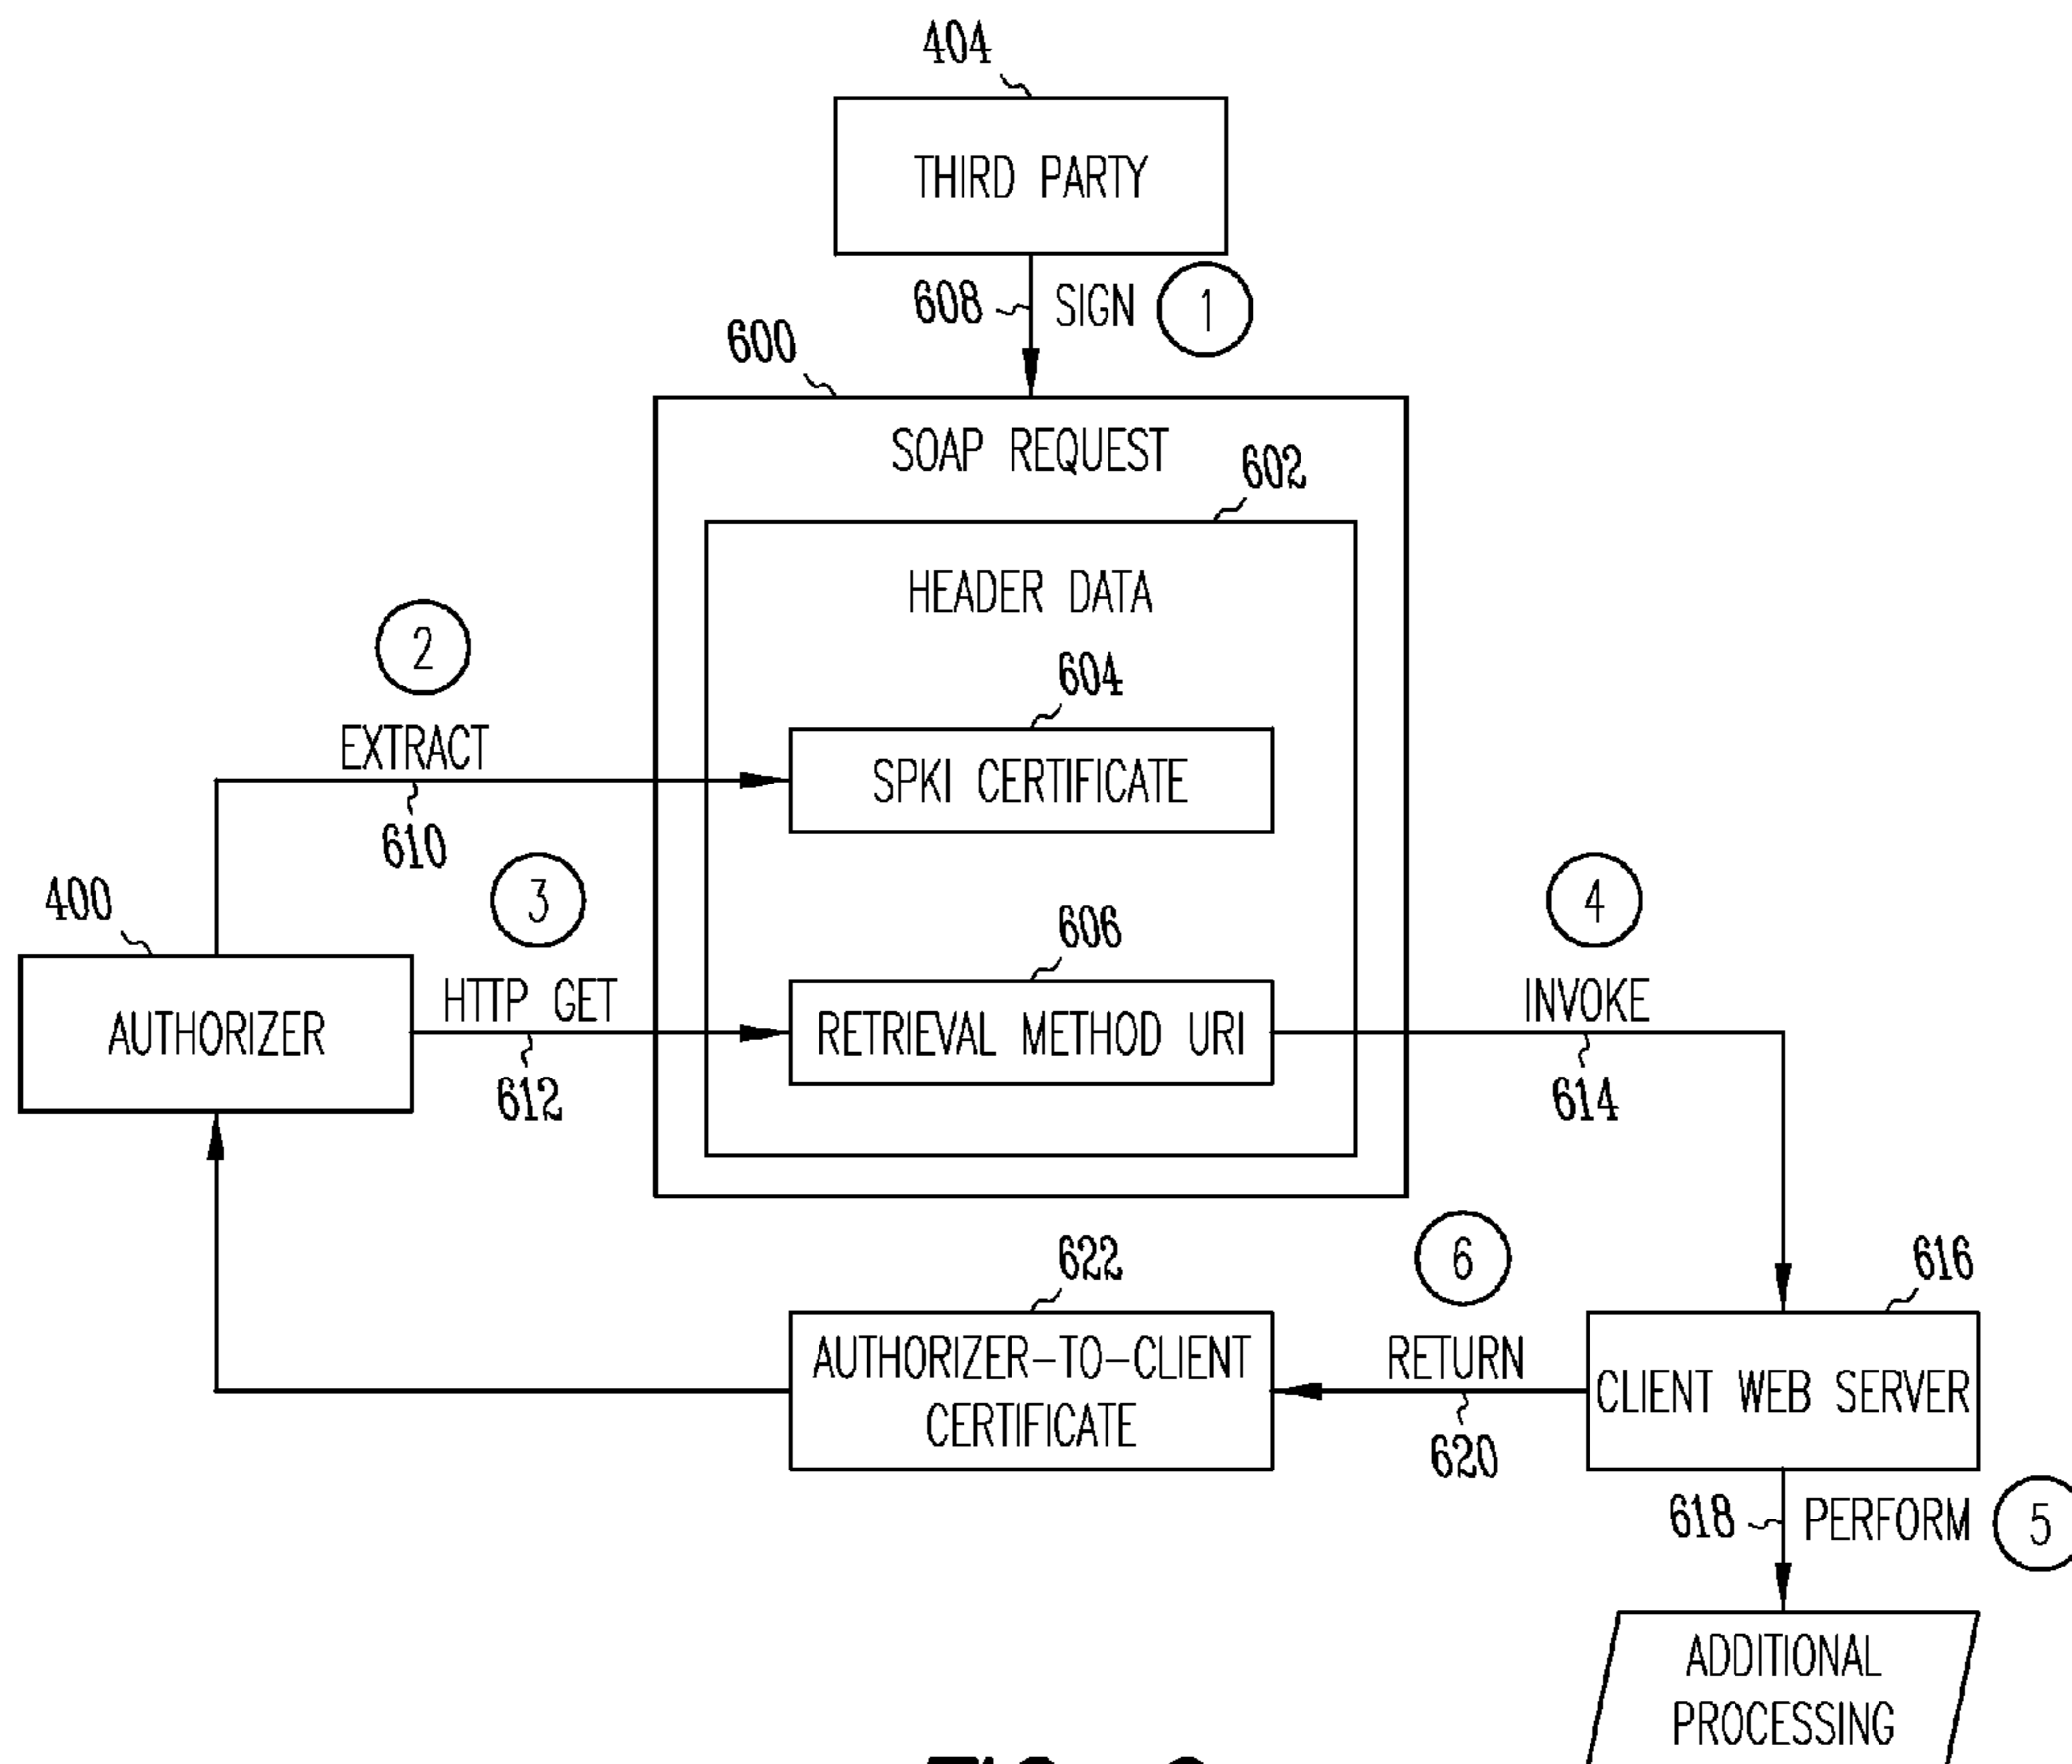 404
THIRD PARTY
608
SIGN
1
600
SOAP REQUEST
602
HEADER DATA
2
604
EXTRACT
SPKI CERTIFICATE
610
3
4
400
606
HTTP GET
INVOKE
AUTHORIZER
RETRIEVAL METHOD URI
612
614
6
622
616
AUTHORIZER-TO-CLIENT
CERTIFICATE
RETURN
CLIENT WEB SERVER
620
618
PERFORM
5
ADDITIONAL
PROCESSING